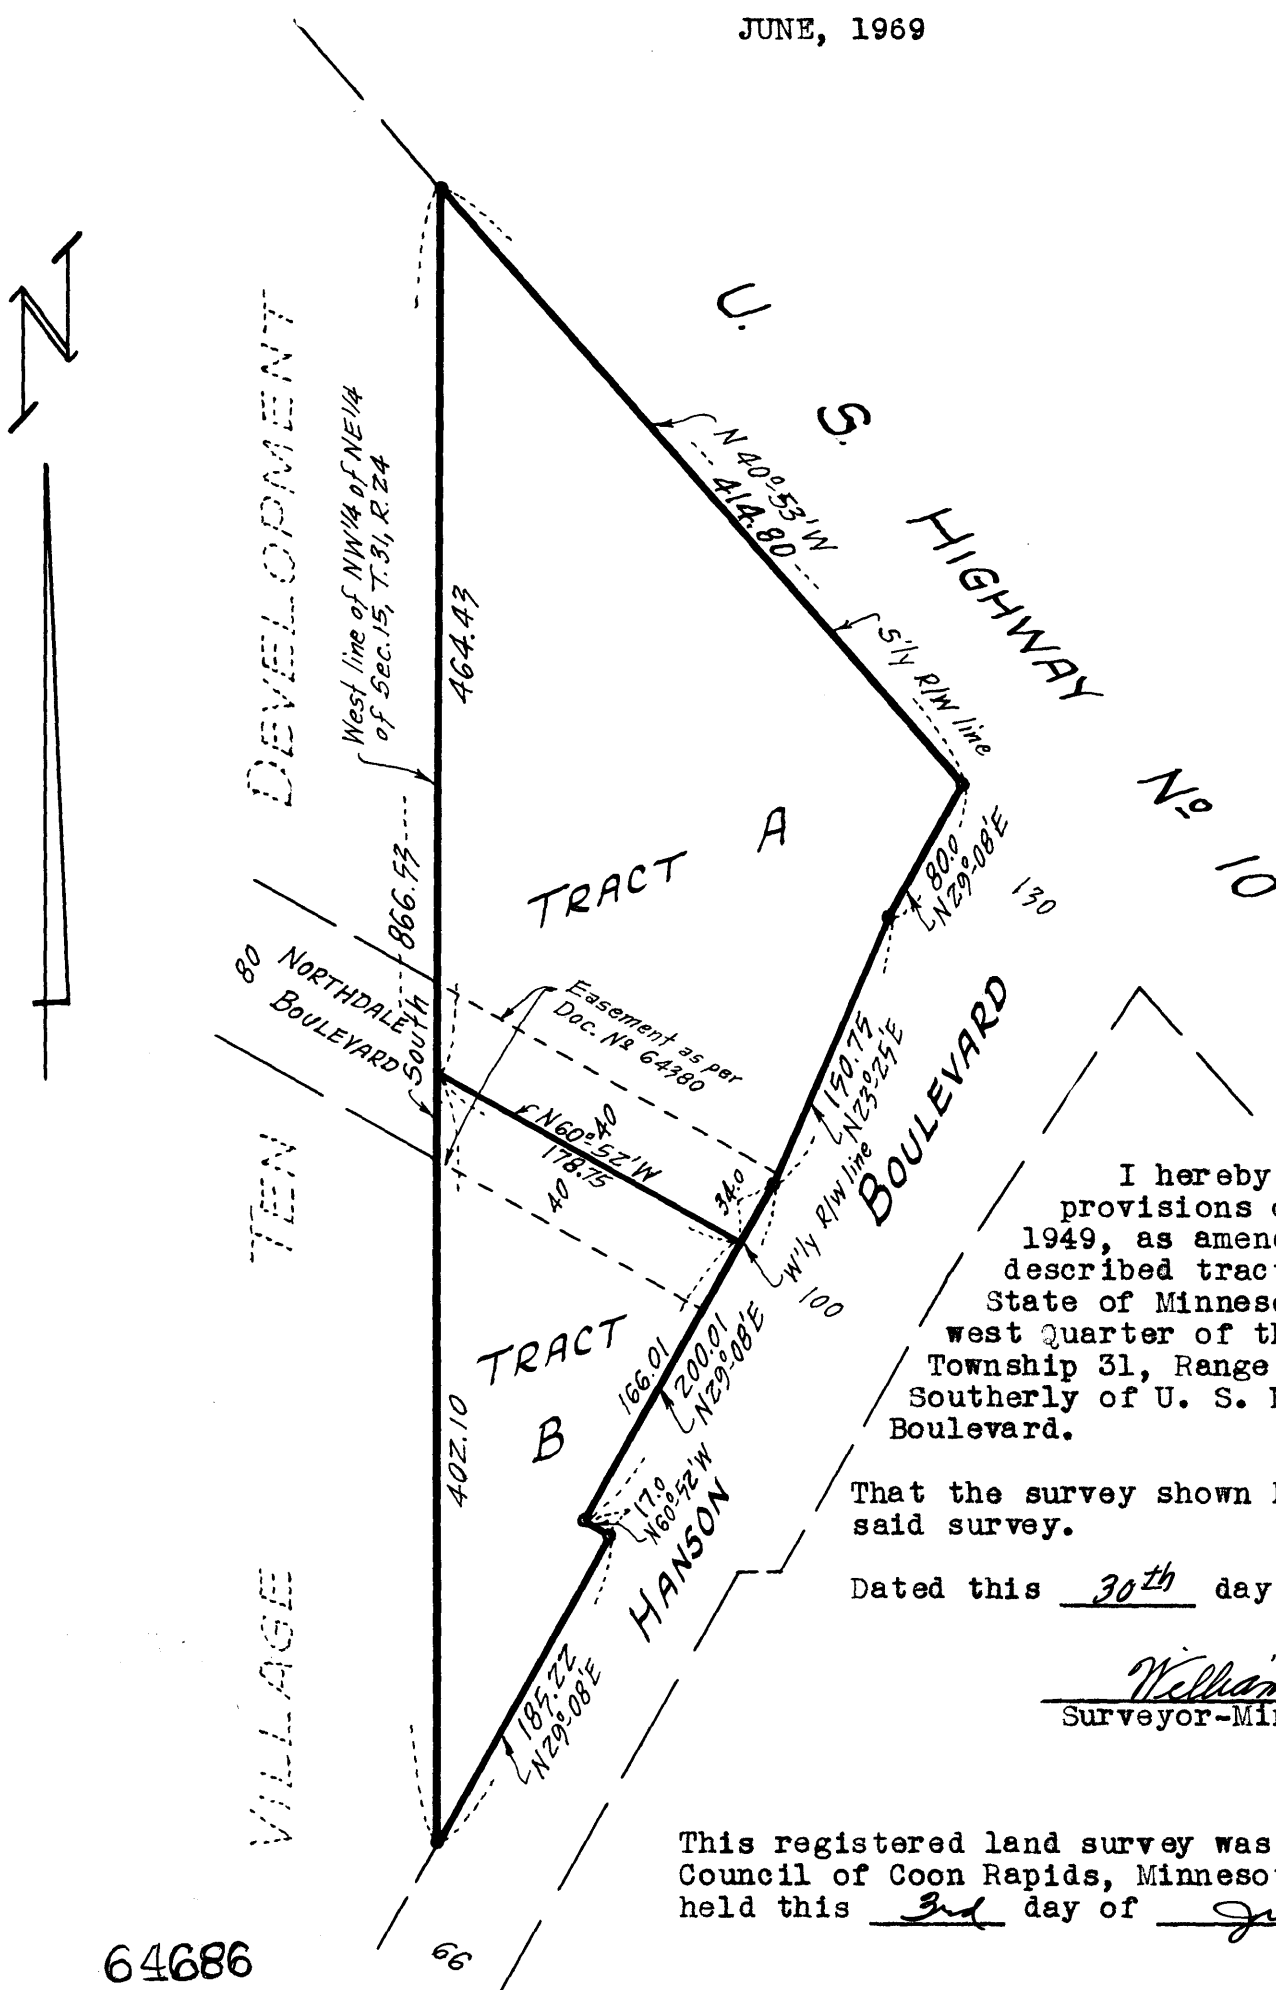 JUNE, 1969
N
U. S. HIGHWAY Nº 10
VILLAGE TEN DEVELOPMENT
West line of NW¼ of NE¼
of Sec. 15, T. 31, R. 24
464.43
N 40°-53' W
414.80
S'ly R/W line
TRACT A
80.0
N29°-08'E
130
866.53
South
80
NORTHDALE
BOULEVARD
Easement as per
Doc. Nº 64380
150.75
N23°-25'E
40
N60°-52'W
178.75
40
34.0
W'ly R/W line
100
HANSON BOULEVARD
TRACT
B
166.01
200.01
N29°-08'E
402.10
17.0
N60°-52'W
185.22
N29°-08'E
66
I hereby
provisions
1949, as amen
described trac
State of Minnes
west Quarter of t
Township 31, Range
Southerly of U. S.
Boulevard.
That the survey shown
said survey.
Dated this 30th day
William
Surveyor-Min
This registered land survey was
Council of Coon Rapids, Minneso
held this 3rd day of Ju
64686